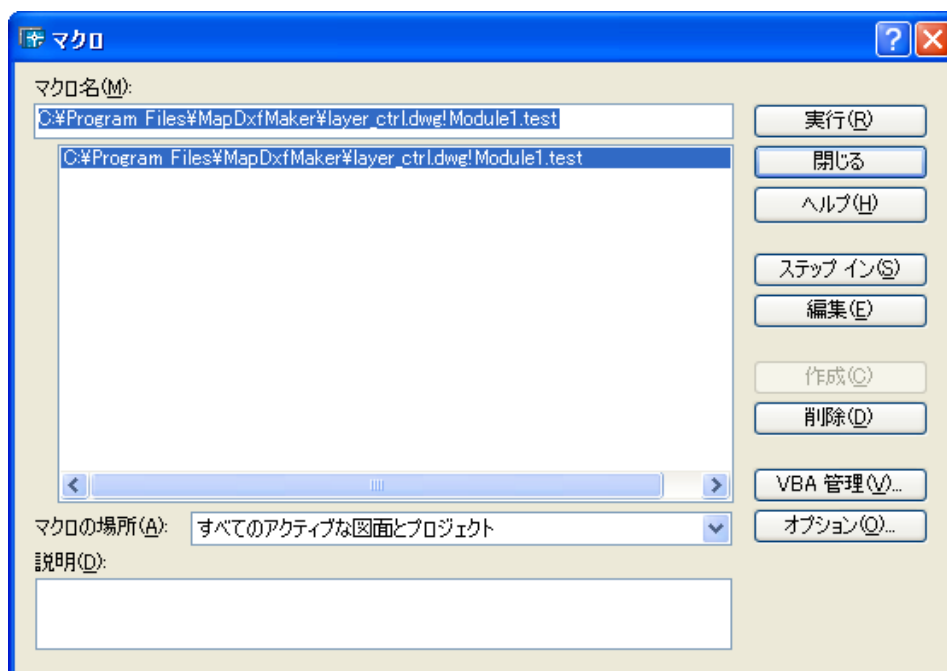 マクロ
マクロ名(M):
C:¥Program Files¥MapDxfMaker¥layer_ctrl.dwg!Module1.test
C:¥Program Files¥MapDxfMaker¥layer_ctrl.dwg!Module1.test
実行(R)
閉じる
ヘルプ(H)
ステップ イン(S)
編集(E)
作成(C)
削除(D)
VBA 管理(V)...
マクロの場所(A):
すべてのアクティブな図面とプロジェクト
オプション(O)...
説明(D):